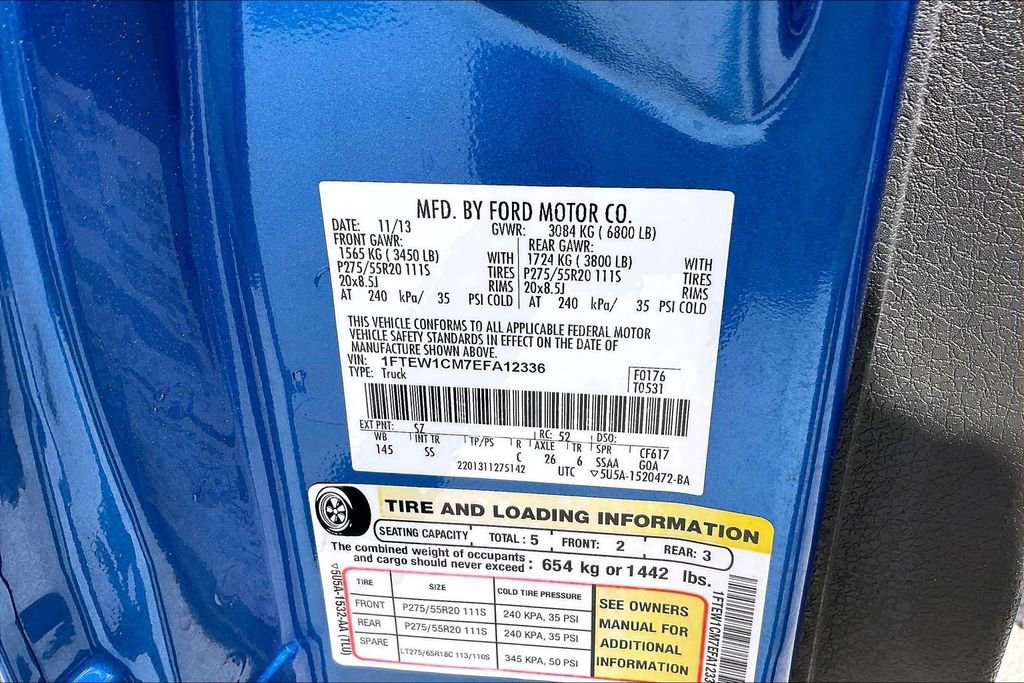 MFD. BY FORD MOTOR CO.
DATE: 11/13 GVWR: 3084 KG ( 6800 LB)
FRONT GAWR: REAR GAWR:
1565 KG ( 3450 LB) WITH 1724 KG ( 3800 LB) WITH
P275/55R20 111S TIRES P275/55R20 111S TIRES
20x8.5J RIMS 20x8.5J RIMS
AT 240 kPa/ 35 PSI COLD AT 240 kPa/ 35 PSI COLD
THIS VEHICLE CONFORMS TO ALL APPLICABLE FEDERAL MOTOR
VEHICLE SAFETY STANDARDS IN EFFECT ON THE DATE OF
MANUFACTURE SHOWN ABOVE.
VIN: 1FTEW1CM7EFA12336
TYPE: Truck
F0176
T0531
EXT PNT: SZ RC: 52 DSO:
WB INT TR TP/PS R AXLE TR SPR CF617
145 SS C 26 6 SSAA GOA
2201311275142 UTC ▽5U5A-1520472-BA
TIRE AND LOADING INFORMATION
SEATING CAPACITY TOTAL : 5 FRONT: 2 REAR: 3
The combined weight of occupants
and cargo should never exceed : 654 kg or 1442 lbs.
TIRE SIZE COLD TIRE PRESSURE
FRONT P275/55R20 111S 240 KPA, 35 PSI
REAR P275/55R20 111S 240 KPA, 35 PSI
SPARE LT275/65R18C 113/110S 345 KPA, 50 PSI
SEE OWNERS
MANUAL FOR
ADDITIONAL
INFORMATION
▽5U5A-1532-AA (TL0)
1FTEW1CM7EFA1233